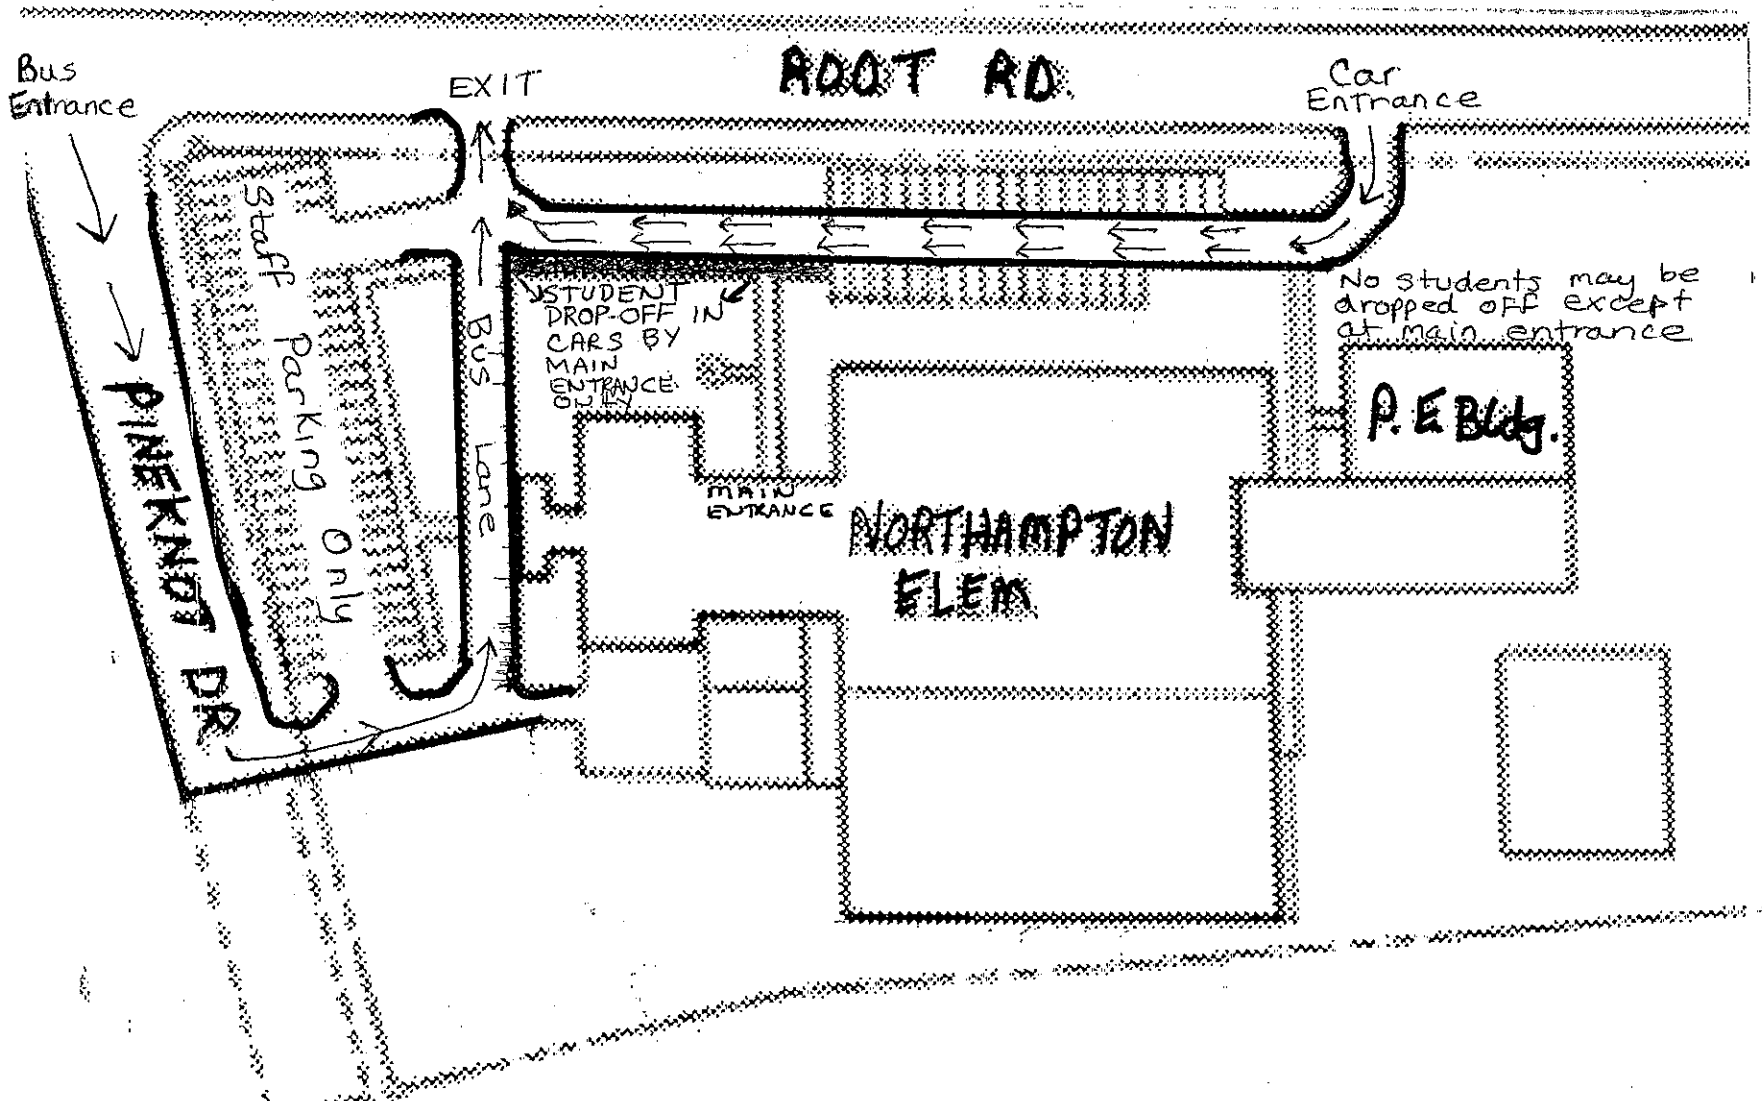 ROOT RD.
Bus
Entrance
EXIT
Car
Entrance
Staff Parking Only
STUDENT
DROP-OFF IN
CARS BY
MAIN
ENTRANCE
ONLY
No students may be
dropped off except
at main entrance
Bus Lane
PINEKNOT DR
P. E Bldg.
MAIN
ENTRANCE
NORTHAMPTON
ELEM